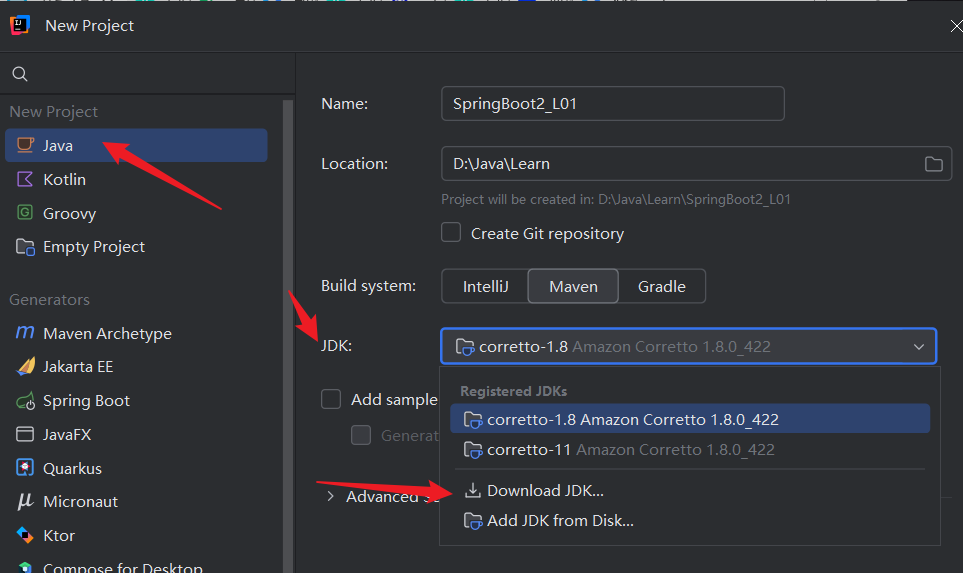 New Project
New Project
Java
Kotlin
Groovy
Empty Project
Generators
Maven Archetype
Jakarta EE
Spring Boot
JavaFX
Quarkus
Micronaut
Ktor
Compose for Desktop
Name:
SpringBoot2_L01
Location:
D:\Java\Learn
Project will be created in: D:\Java\Learn\SpringBoot2_L01
Create Git repository
Build system:
IntelliJ
Maven
Gradle
JDK:
corretto-1.8 Amazon Corretto 1.8.0_422
Registered JDKs
corretto-1.8 Amazon Corretto 1.8.0_422
corretto-11 Amazon Corretto 1.8.0_422
Download JDK...
Add JDK from Disk...
Add sample
Generat
Advanced